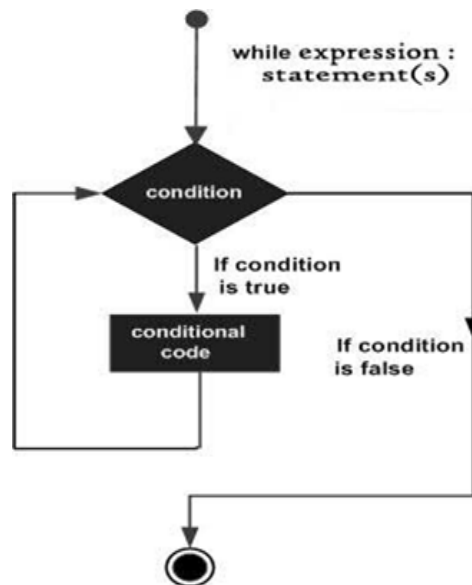 while expression :
statement(s)
condition
If condition
is true
conditional
code
If condition
is false